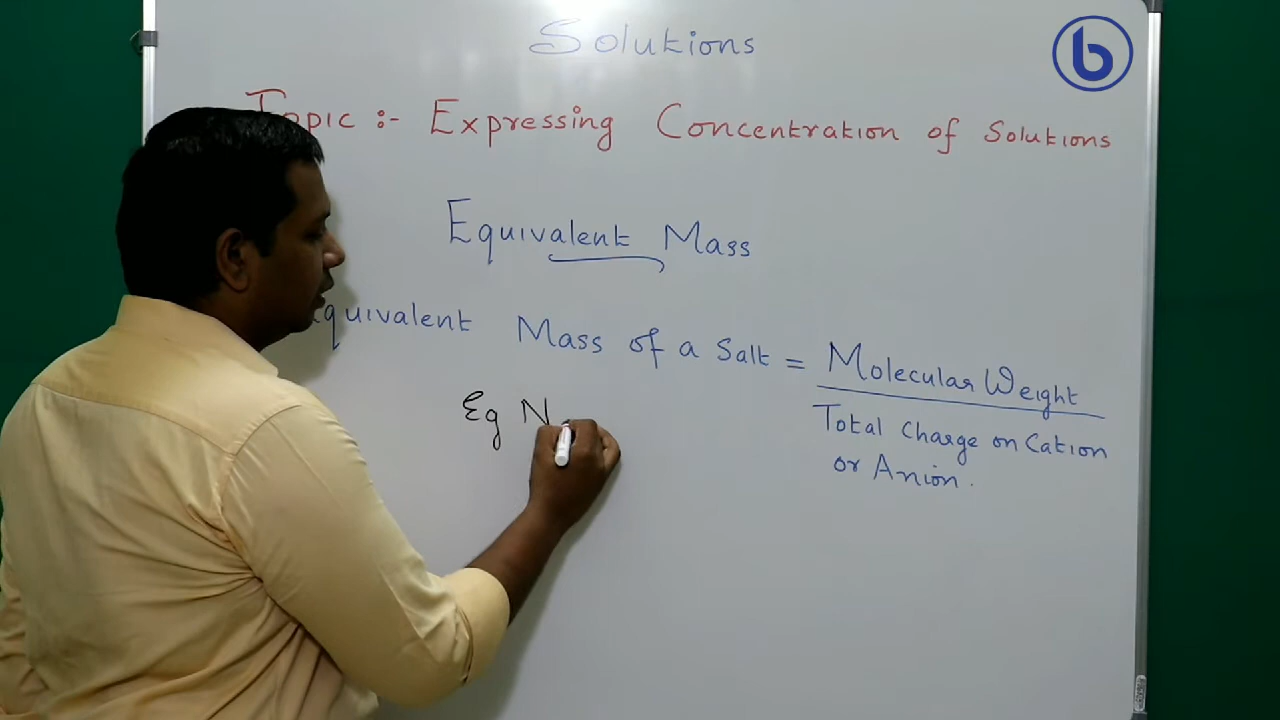 Solutions
b
Topic :- Expressing Concentration of Solutions
Equivalent Mass
Equivalent Mass of a Salt = Molecular Weight
Total Charge on Cation
or Anion.
Eg N